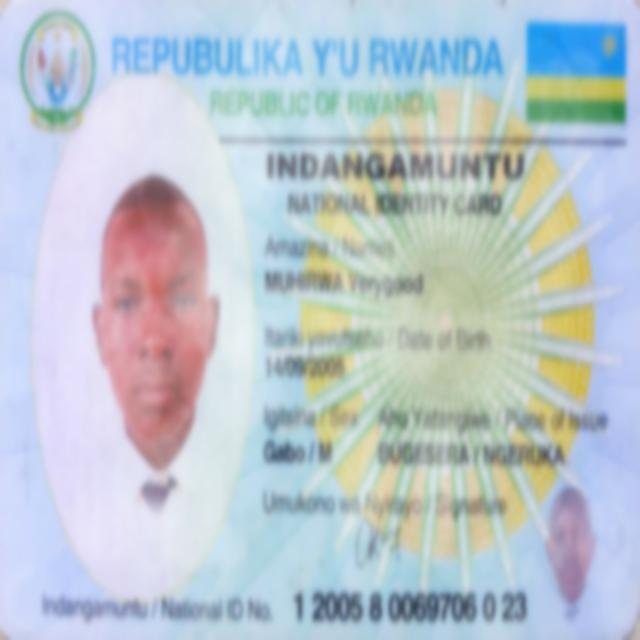 REPUBULIKA Y'U RWANDA
REPUBLIC OF RWANDA
INDANGAMUNTU
NATIONAL IDENTITY CARD
Amazina / Names
MUHIRWA Verygood
Itariki yavutseho / Date of Birth
14/09/2005
Igitsina / Sex Aho Yatangiwe / Place of Issue
Gabo / M BUGESERA / NGERUKA
Umukono wa Nyirayo / Signature
Indangamuntu / National ID No. 1 2005 8 0069706 0 23